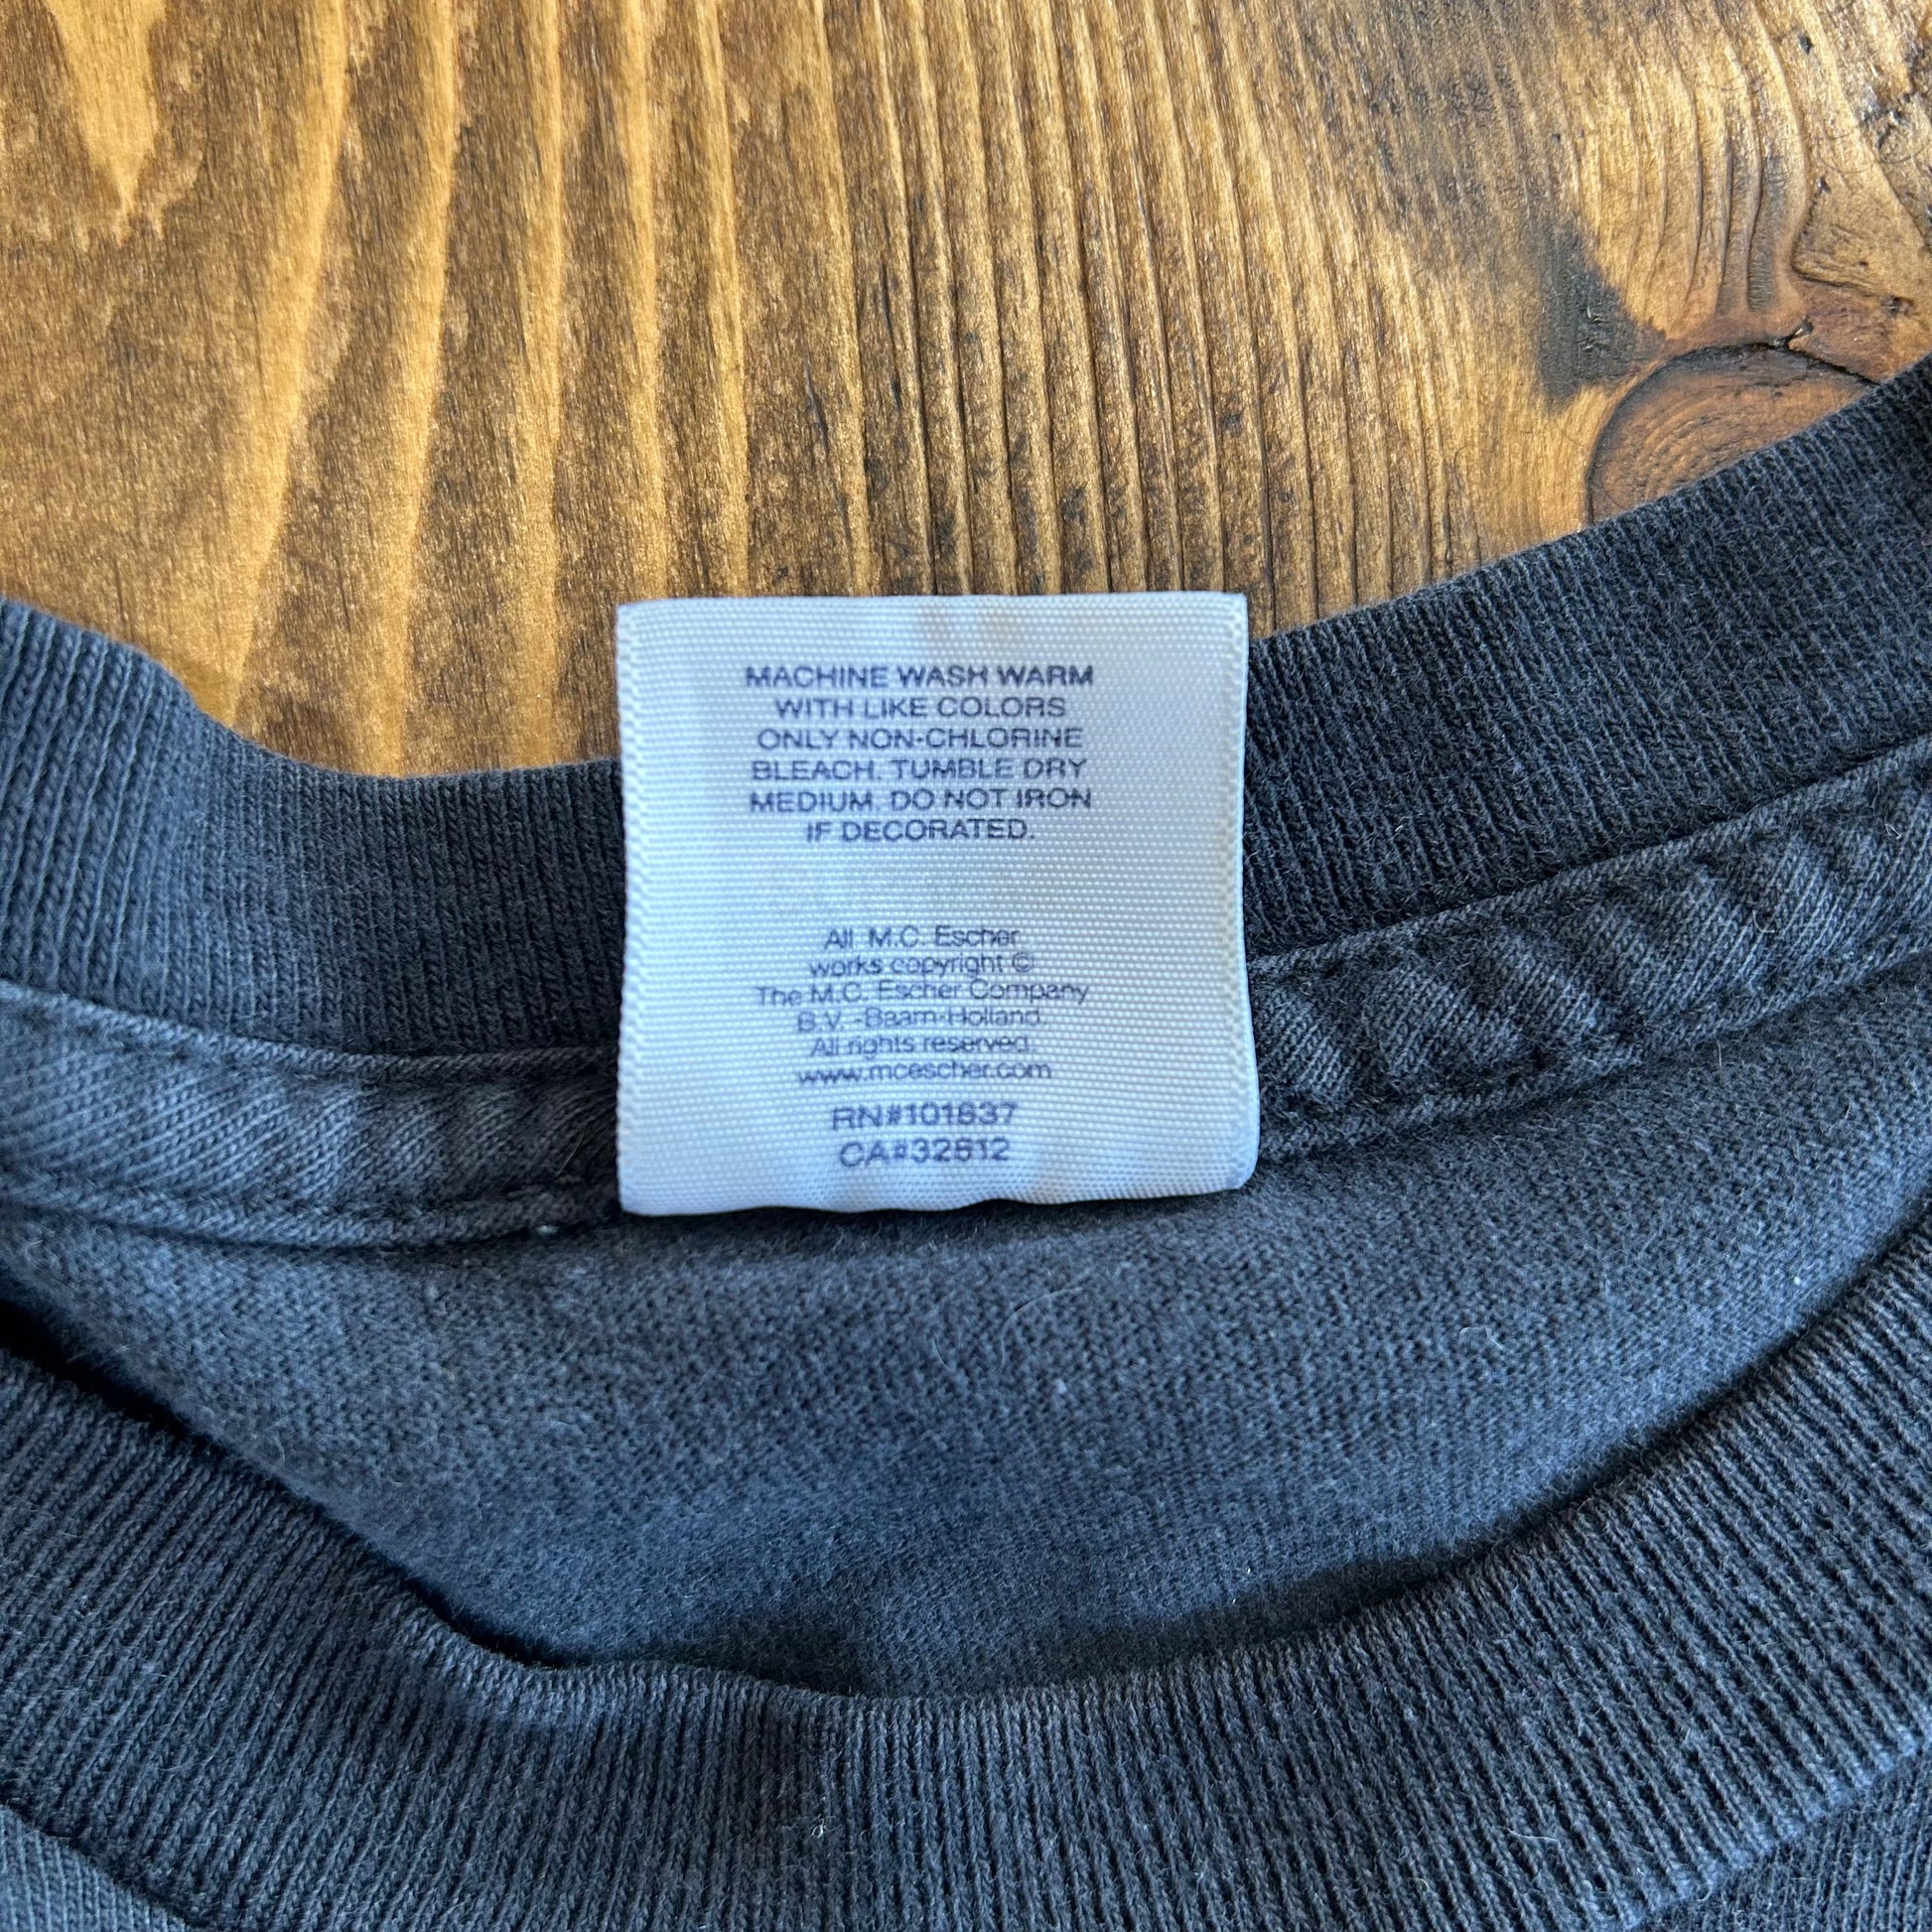 MACHINE WASH WARM
WITH LIKE COLORS
ONLY NON-CHLORINE
BLEACH. TUMBLE DRY
MEDIUM. DO NOT IRON
IF DECORATED.
All M.C. Escher
works copyright ©
The M.C. Escher Company
B.V. -Baarn-Holland.
All rights reserved.
www.mcescher.com
RN#101837
CA#32612